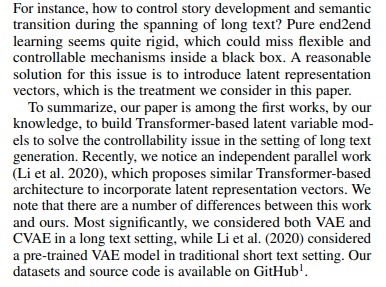 For instance, how to control story development and semantic
transition during the spanning of long text? Pure end2end
learning seems quite rigid, which could miss flexible and
controllable mechanisms inside a black box. A reasonable
solution for this issue is to introduce latent representation
vectors, which is the treatment we consider in this paper.
To summarize, our paper is among the first works, by our
knowledge, to build Transformer-based latent variable mod-
els to solve the controllability issue in the setting of long text
generation. Recently, we notice an independent parallel work
(Li et al. 2020), which proposes similar Transformer-based
architecture to incorporate latent representation vectors. We
note that there are a number of differences between this work
and ours. Most significantly, we considered both VAE and
CVAE in a long text setting, while Li et al. (2020) considered
a pre-trained VAE model in traditional short text setting. Our
datasets and source code is available on GitHub¹.